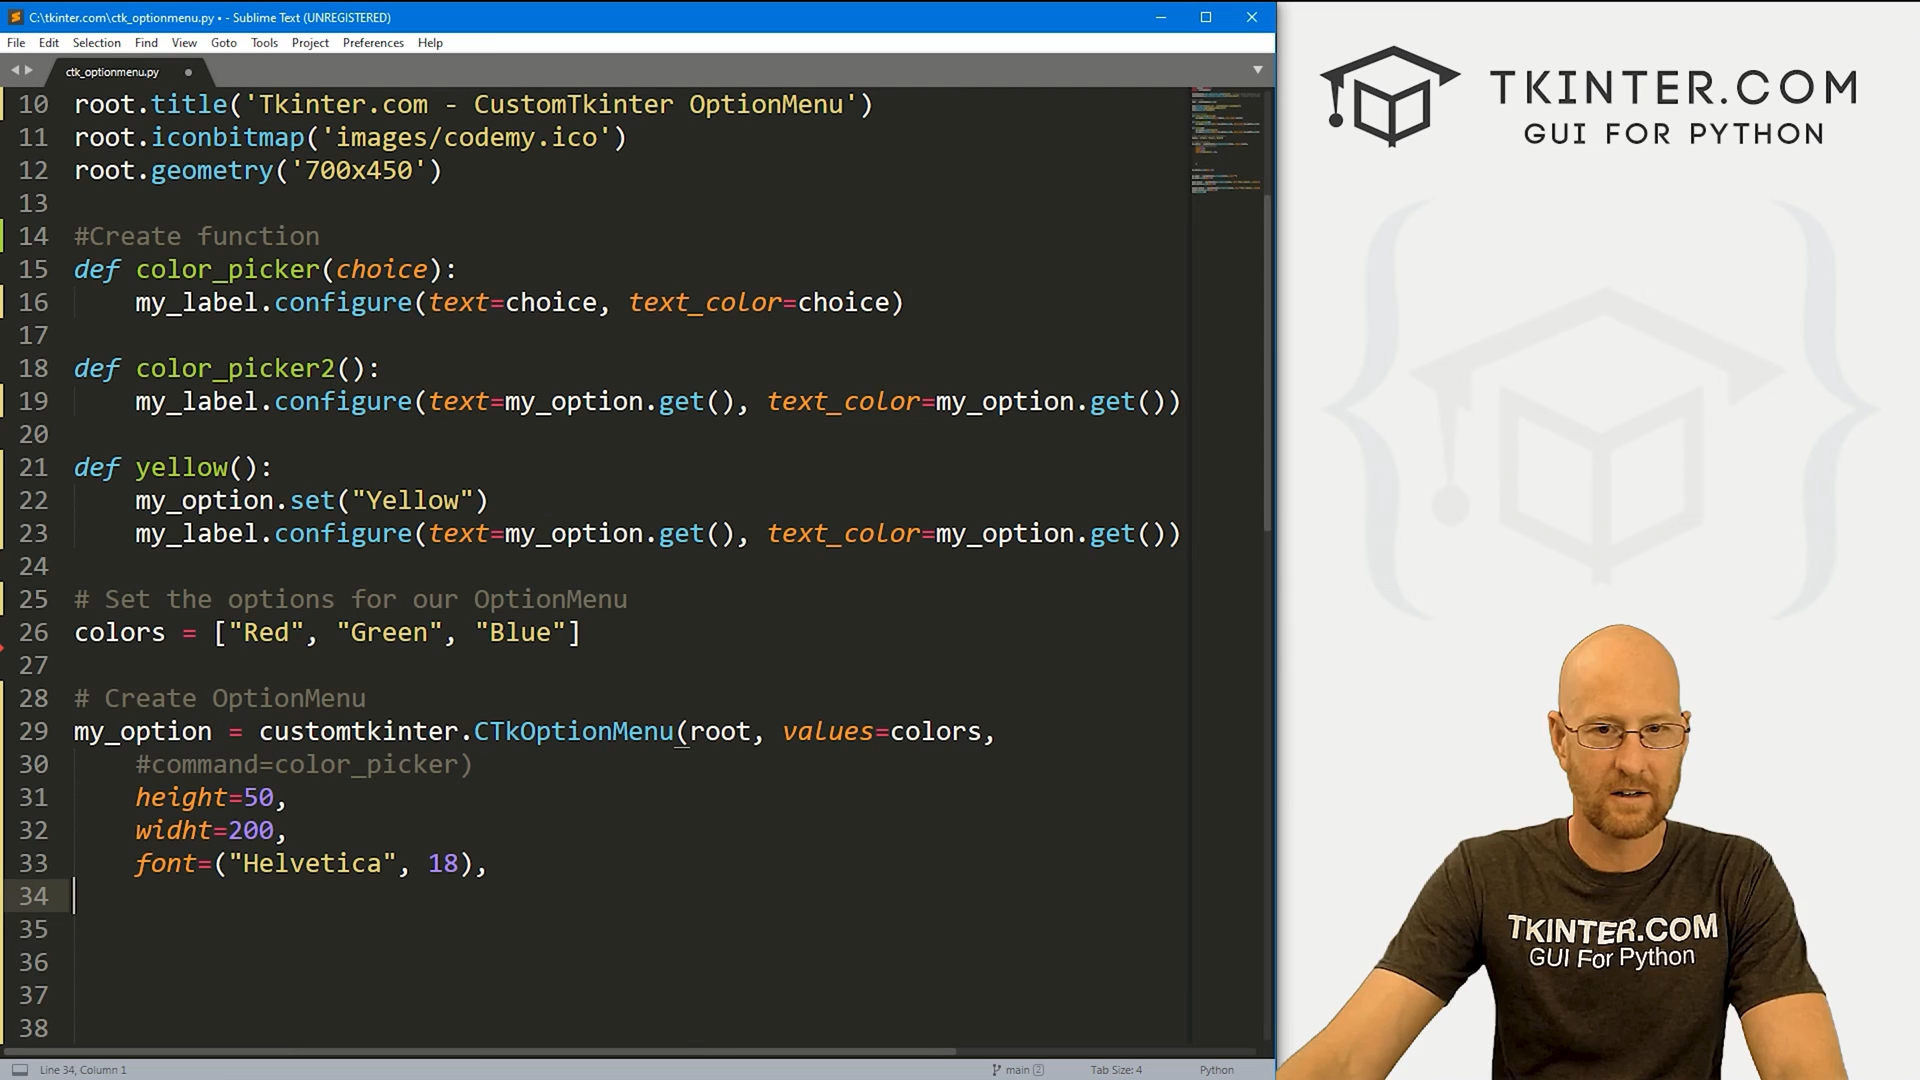 C:\tkinter.com\ctk_optionmenu.py • - Sublime Text (UNREGISTERED)
File Edit Selection Find View Goto Tools Project Preferences Help
ctk_optionmenu.py
10 root.title('Tkinter.com - CustomTkinter OptionMenu')
11 root.iconbitmap('images/codemy.ico')
12 root.geometry('700x450')
13
14 #Create function
15 def color_picker(choice):
16 my_label.configure(text=choice, text_color=choice)
17
18 def color_picker2():
19 my_label.configure(text=my_option.get(), text_color=my_option.get())
20
21 def yellow():
22 my_option.set("Yellow")
23 my_label.configure(text=my_option.get(), text_color=my_option.get())
24
25 # Set the options for our OptionMenu
26 colors = ["Red", "Green", "Blue"]
27
28 # Create OptionMenu
29 my_option = customtkinter.CTkOptionMenu(root, values=colors,
30 #command=color_picker)
31 height=50,
32 widht=200,
33 font=("Helvetica", 18),
34
35
36
37
38
Line 34, Column 1
main 2
Tab Size: 4
Python
TKINTER.COM
GUI FOR PYTHON
TKINTER.COM
GUI For Python